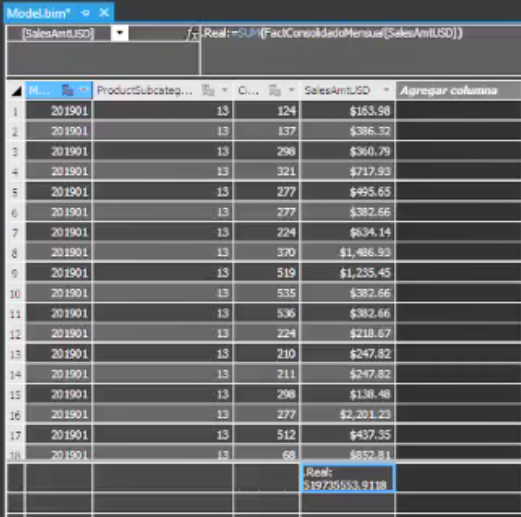 Model.bim*
[SalesAmtUSD] fx .Real:=SUM(FactConsolidadoMensual[SalesAmtUSD])
M... ProductSubcateg... Ci... SalesAmtUSD Agregar columna
1 201901 13 124 $163.98
2 201901 13 137 $386.32
3 201901 13 298 $360.79
4 201901 13 321 $717.93
5 201901 13 277 $495.65
6 201901 13 277 $382.66
7 201901 13 224 $634.14
8 201901 13 370 $1,486.93
9 201901 13 519 $1,235.45
10 201901 13 535 $382.66
11 201901 13 536 $382.66
12 201901 13 224 $218.67
13 201901 13 210 $247.82
14 201901 13 211 $247.82
15 201901 13 298 $138.48
16 201901 13 277 $2,201.23
17 201901 13 512 $437.35
18 201901 13 68 $852.81
.Real:
$19735553.9118